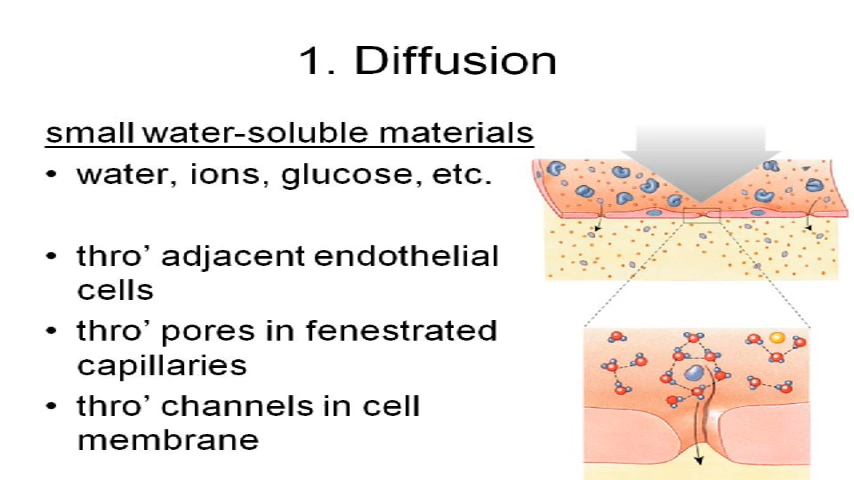 1. Diffusion
small water-soluble materials
• water, ions, glucose, etc.
• thro' adjacent endothelial
cells
• thro' pores in fenestrated
capillaries
• thro' channels in cell
membrane